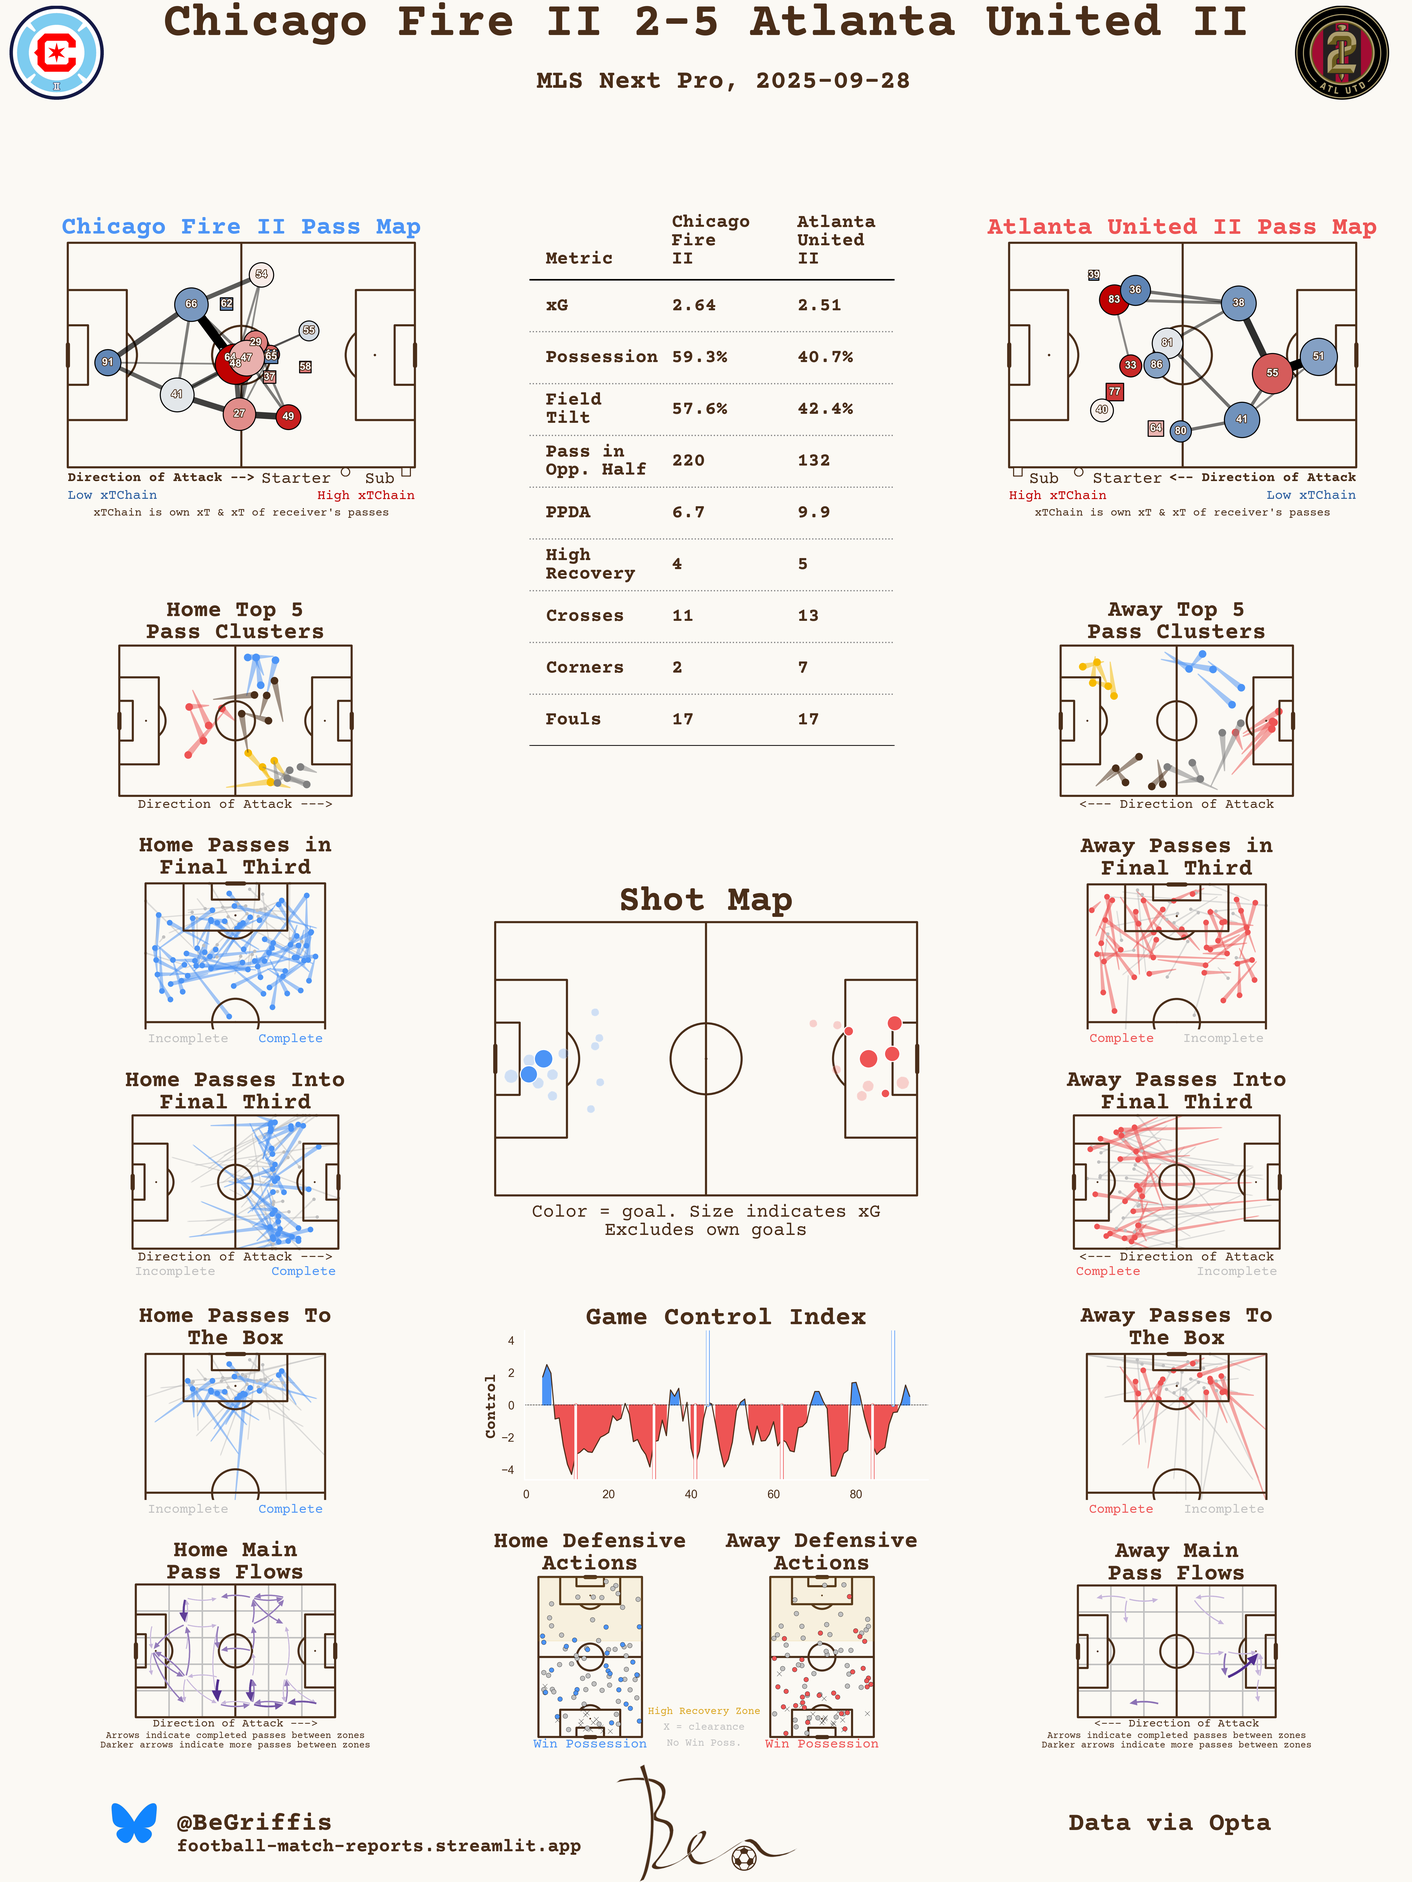 Chicago Fire II 2-5 Atlanta United II
MLS Next Pro, 2025-09-28
II
2
ATL UTD
Chicago Fire II Pass Map
54
66
62
55
29
91
64
48
47
65
37
58
41
27
49
Direction of Attack --> Starter Sub
Low xTChain High xTChain
xTChain is own xT & xT of receiver's passes
Metric
Chicago Fire II
Atlanta United II
xG 2.64 2.51
Possession 59.3% 40.7%
Field Tilt 57.6% 42.4%
Pass in Opp. Half 220 132
PPDA 6.7 9.9
High Recovery 4 5
Crosses 11 13
Corners 2 7
Fouls 17 17
Atlanta United II Pass Map
39
83
36
38
81
51
33
86
55
77
40
64
80
41
Sub Starter <-- Direction of Attack
High xTChain Low xTChain
xTChain is own xT & xT of receiver's passes
Home Top 5
Pass Clusters
Direction of Attack --->
Away Top 5
Pass Clusters
<--- Direction of Attack
Home Passes in
Final Third
Incomplete Complete
Away Passes in
Final Third
Complete Incomplete
Shot Map
Color = goal. Size indicates xG
Excludes own goals
Home Passes Into
Final Third
Direction of Attack --->
Incomplete Complete
Away Passes Into
Final Third
<--- Direction of Attack
Complete Incomplete
Home Passes To
The Box
Incomplete Complete
Game Control Index
Control
4
2
0
−2
−4
0 20 40 60 80
Away Passes To
The Box
Complete Incomplete
Home Main
Pass Flows
Direction of Attack --->
Arrows indicate completed passes between zones
Darker arrows indicate more passes between zones
Home Defensive
Actions
Win Possession
High Recovery Zone
X = clearance
No Win Poss.
Away Defensive
Actions
Win Possession
Away Main
Pass Flows
<--- Direction of Attack
Arrows indicate completed passes between zones
Darker arrows indicate more passes between zones
@BeGriffis
football-match-reports.streamlit.app
Ben
Data via Opta